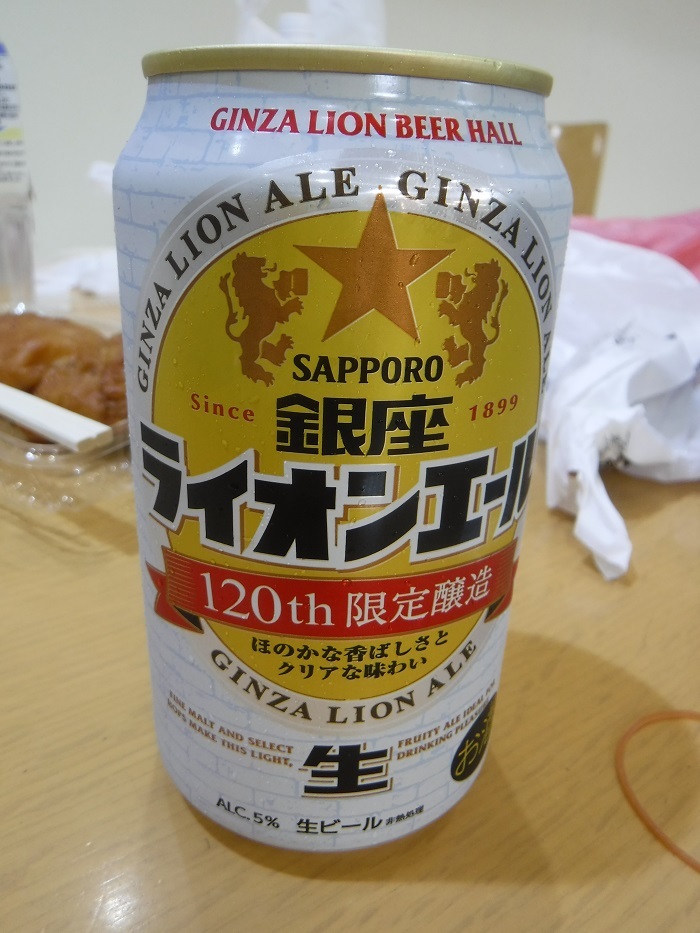 GINZA LION BEER HALL
GINZA LION ALE · GINZA LION ALE
SAPPORO
Since 1899
銀座
ライオンエール
120th 限定醸造
ほのかな香ばしさと
クリアな味わい
GINZA LION ALE
FINE MALT AND SELECT
HOPS MAKE THIS LIGHT,
生
FRUITY ALE IDEAL FOR
DRINKING
お
ALC. 5% 生ビール 非熱処理